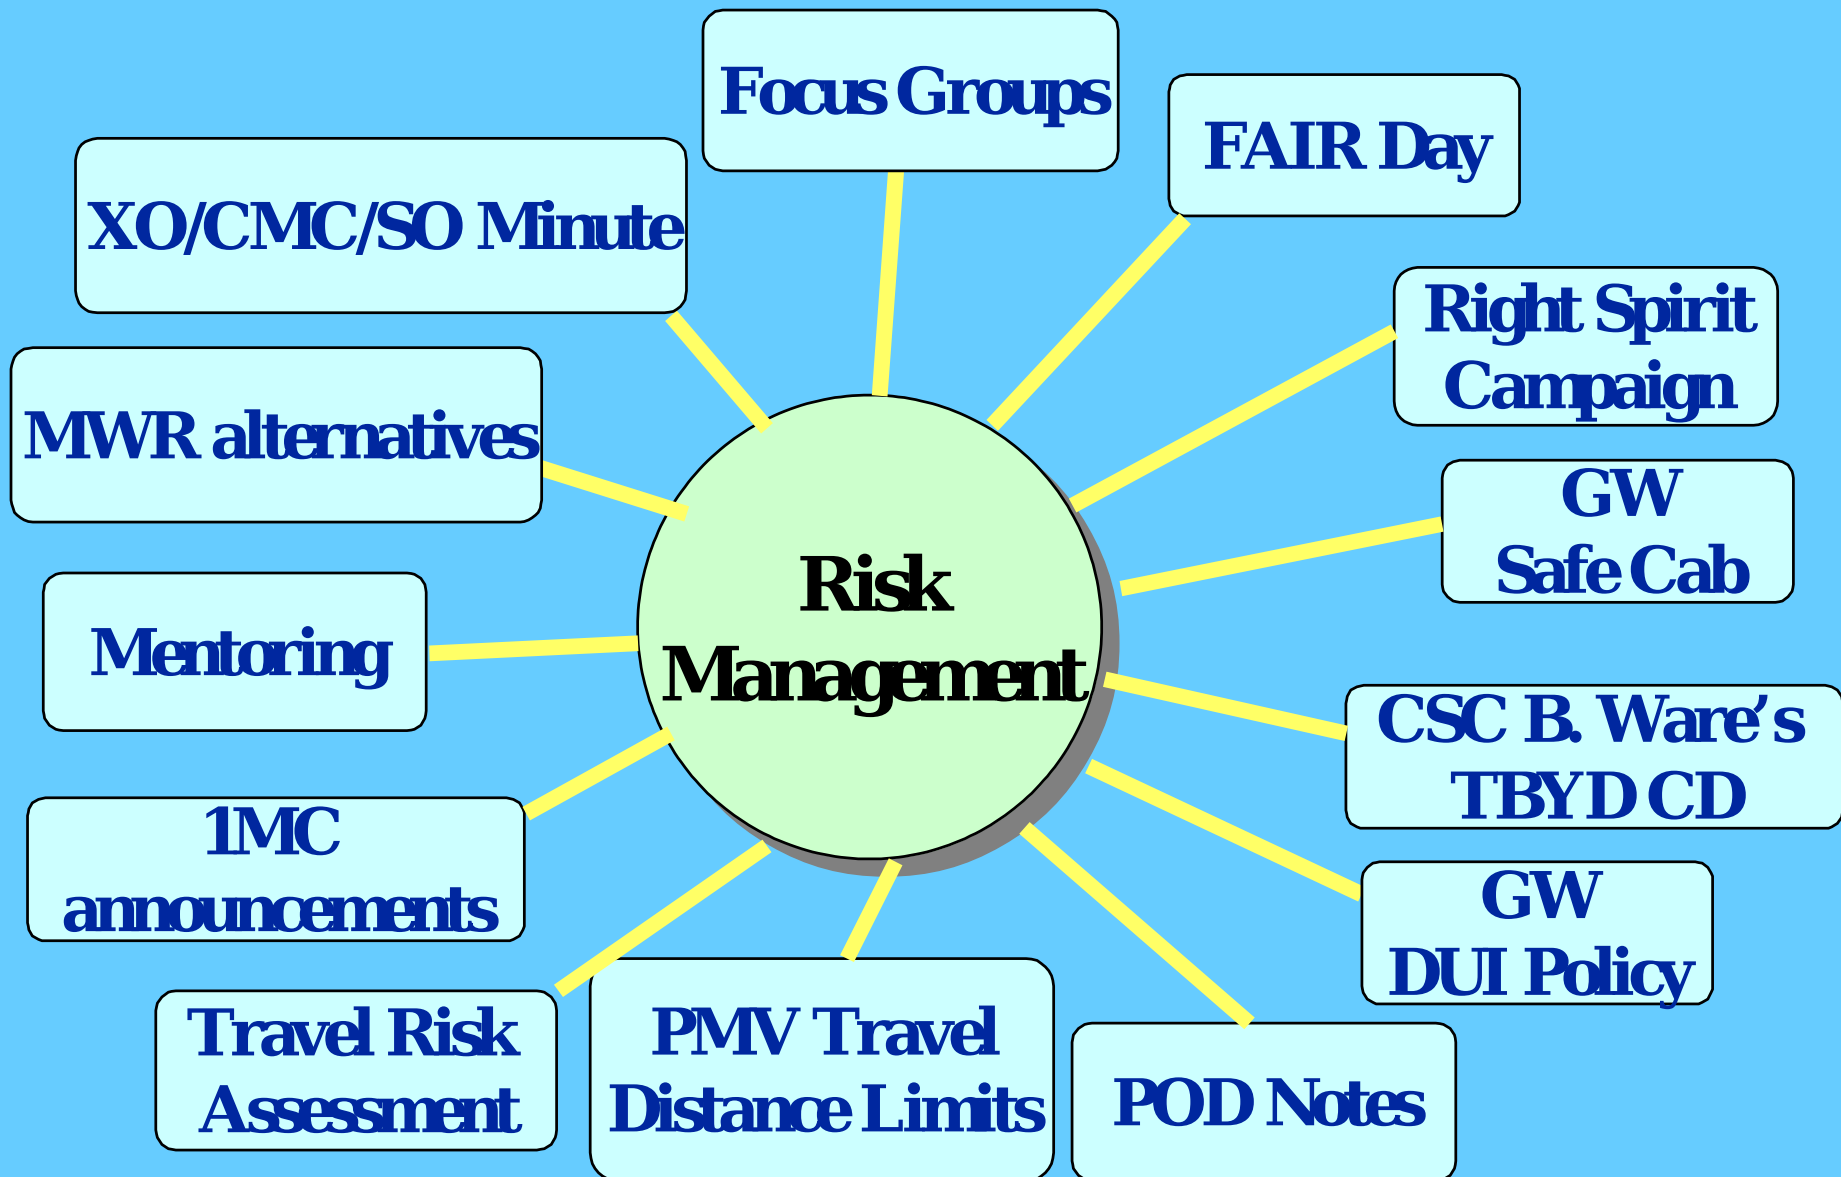 Focus Groups
FAIR Day
XO/CMC/SO Minute
Right Spirit
Campaign
MWR alternatives
GW
Safe Cab
Risk
Management
Mentoring
CSC B. Ware’s
TBYD CD
1MC
announcements
GW
DUI Policy
Travel Risk
Assessment
PMV Travel
Distance Limits
POD Notes